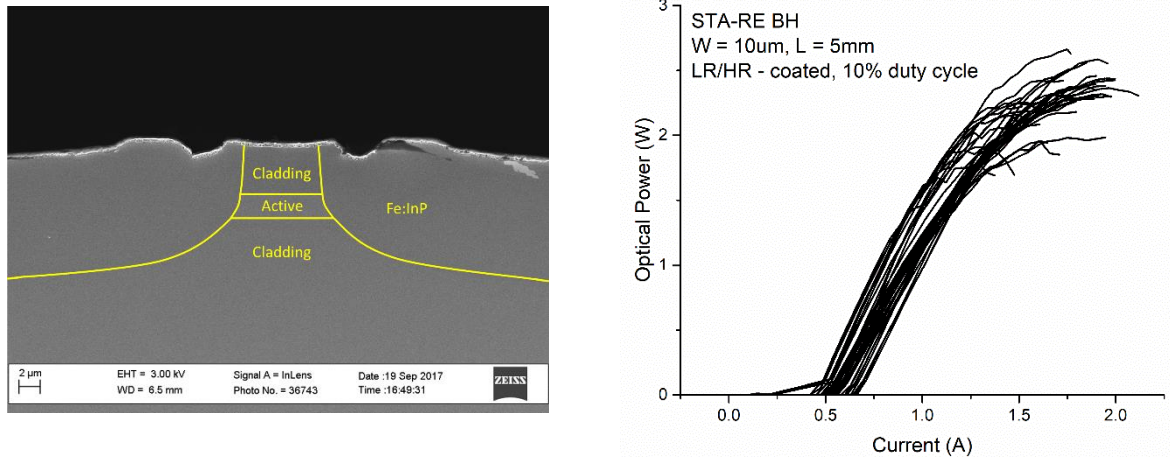 Cladding
Active
Fe:InP
Cladding
2 µm
EHT = 3.00 kV
Signal A = InLens
Date :19 Sep 2017
WD = 6.5 mm
Photo No. = 36743
Time :16:49:31
ZEISS
STA-RE BH
W = 10um, L = 5mm
LR/HR - coated, 10% duty cycle
3
2
1
0
Optical Power (W)
0.0 0.5 1.0 1.5 2.0
Current (A)